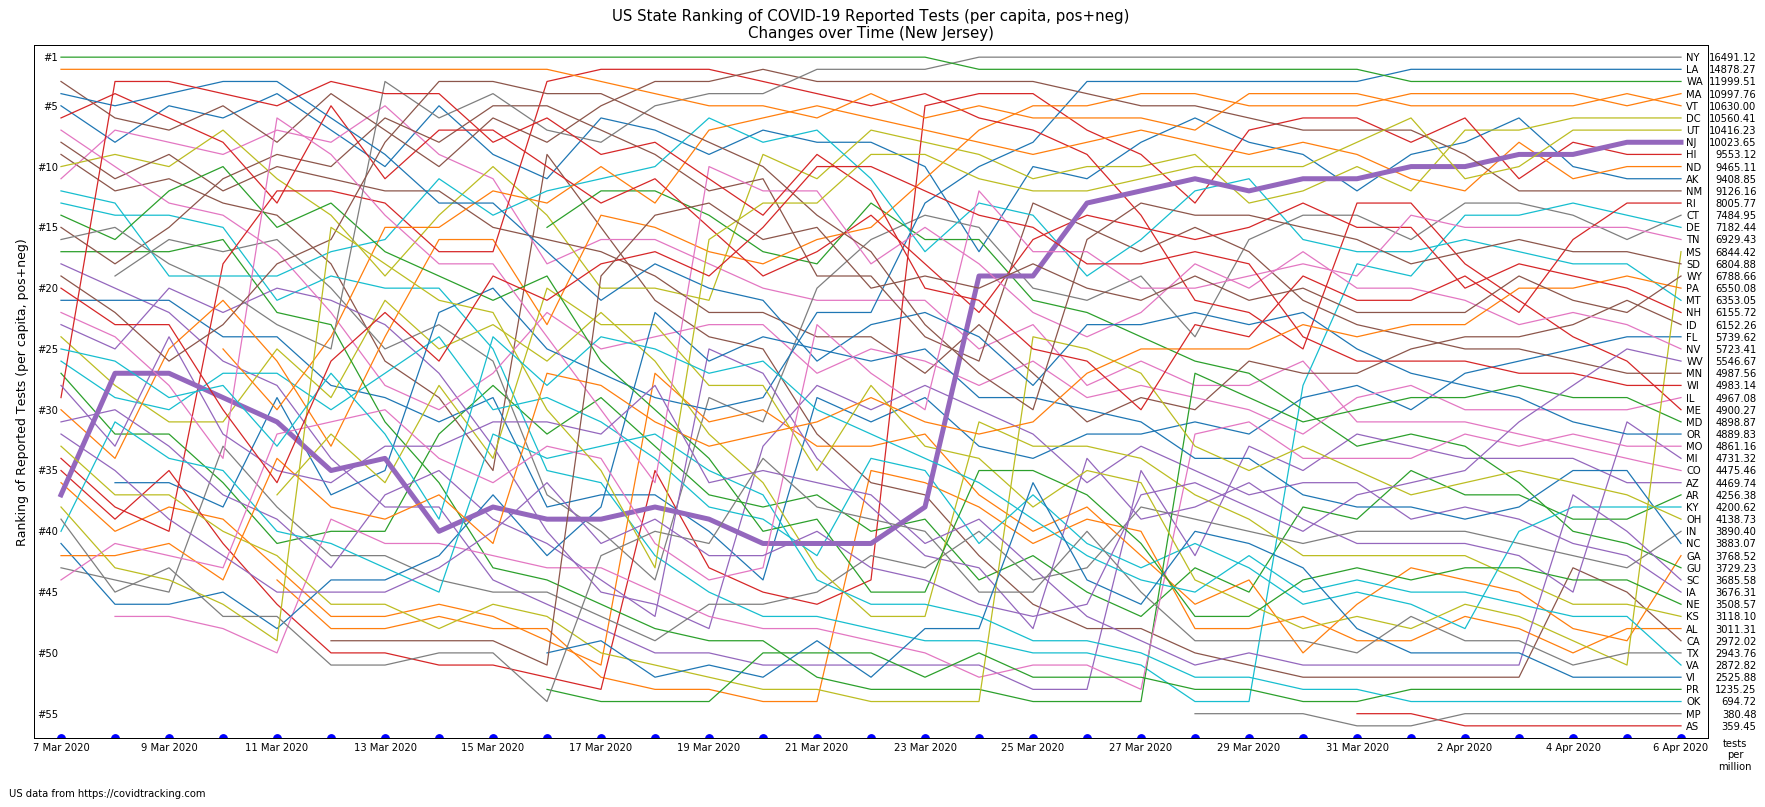 US State Ranking of COVID-19 Reported Tests (per capita, pos+neg)
Changes over Time (New Jersey)
Ranking of Reported Tests (per capita, pos+neg)
#1
#5
#10
#15
#20
#25
#30
#35
#40
#45
#50
#55
NY 16491.12
LA 14878.27
WA 11999.51
MA 10997.76
VT 10630.00
DC 10560.41
UT 10416.23
NJ 10023.65
HI 9553.12
ND 9465.11
AK 9408.85
NM 9126.16
RI 8005.77
CT 7484.95
DE 7182.44
TN 6929.43
MS 6844.42
SD 6804.88
WY 6788.66
PA 6550.08
MT 6353.05
NH 6155.72
ID 6152.26
FL 5739.62
NV 5723.41
WV 5546.67
MN 4987.56
WI 4983.14
IL 4967.08
ME 4900.27
MD 4898.87
OR 4889.83
MO 4861.16
MI 4731.32
CO 4475.46
AZ 4469.74
AR 4256.38
KY 4200.62
OH 4138.73
IN 3890.40
NC 3883.07
GA 3768.52
GU 3729.23
SC 3685.58
IA 3676.31
NE 3508.57
KS 3118.10
AL 3011.31
CA 2972.02
TX 2943.76
VA 2872.82
VI 2525.88
PR 1235.25
OK 694.72
MP 380.48
AS 359.45
7 Mar 2020 9 Mar 2020 11 Mar 2020 13 Mar 2020 15 Mar 2020 17 Mar 2020 19 Mar 2020 21 Mar 2020 23 Mar 2020 25 Mar 2020 27 Mar 2020 29 Mar 2020 31 Mar 2020 2 Apr 2020 4 Apr 2020 6 Apr 2020
tests
per
million
US data from https://covidtracking.com